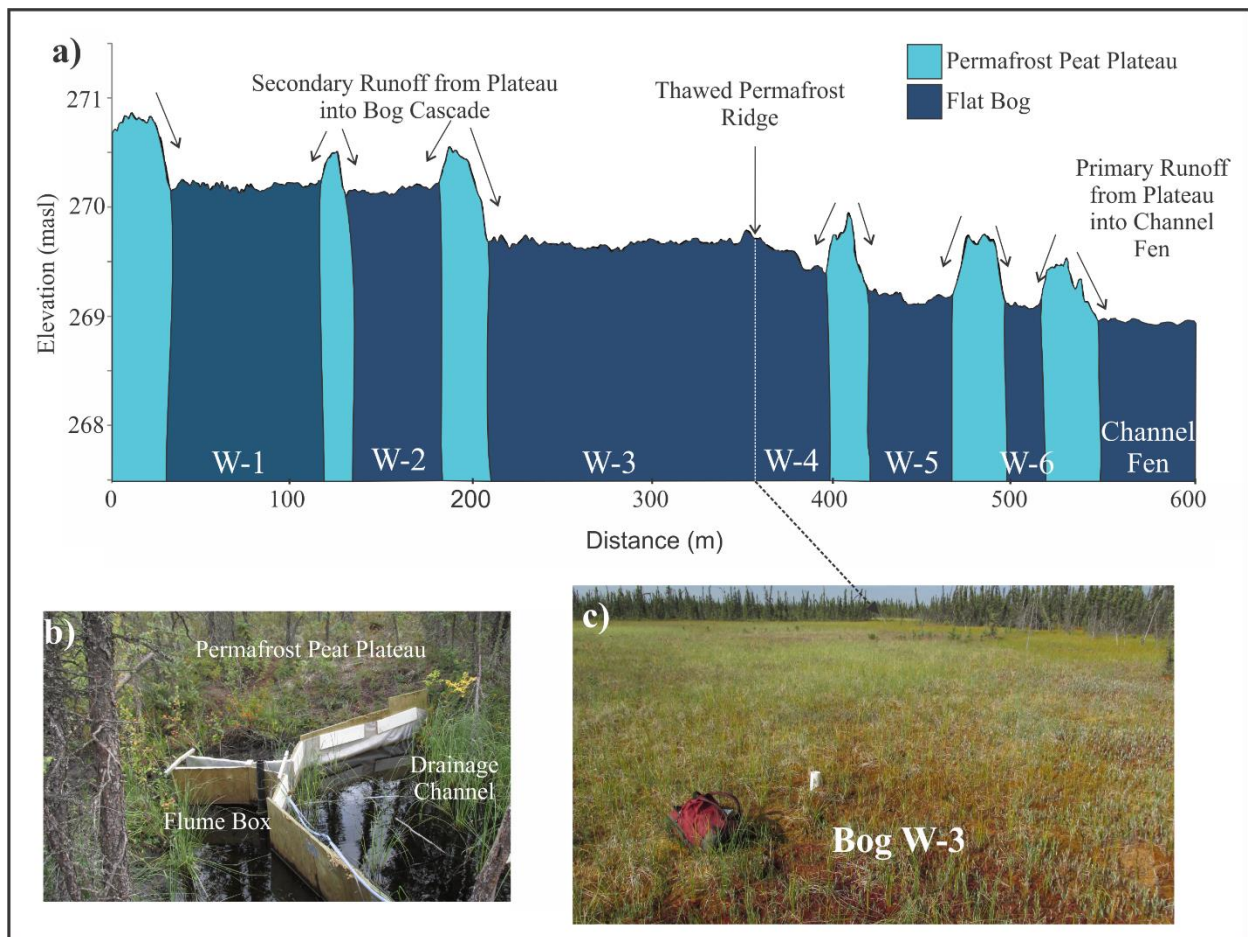 a)
Permafrost Peat Plateau
Flat Bog
Secondary Runoff from Plateau
into Bog Cascade
Thawed Permafrost
Ridge
Primary Runoff
from Plateau
into Channel
Fen
Elevation (masl)
271
270
269
268
W-1
W-2
W-3
W-4
W-5
W-6
Channel
Fen
0
100
200
300
400
500
600
Distance (m)
b)
Permafrost Peat Plateau
Drainage
Channel
Flume Box
c)
Bog W-3